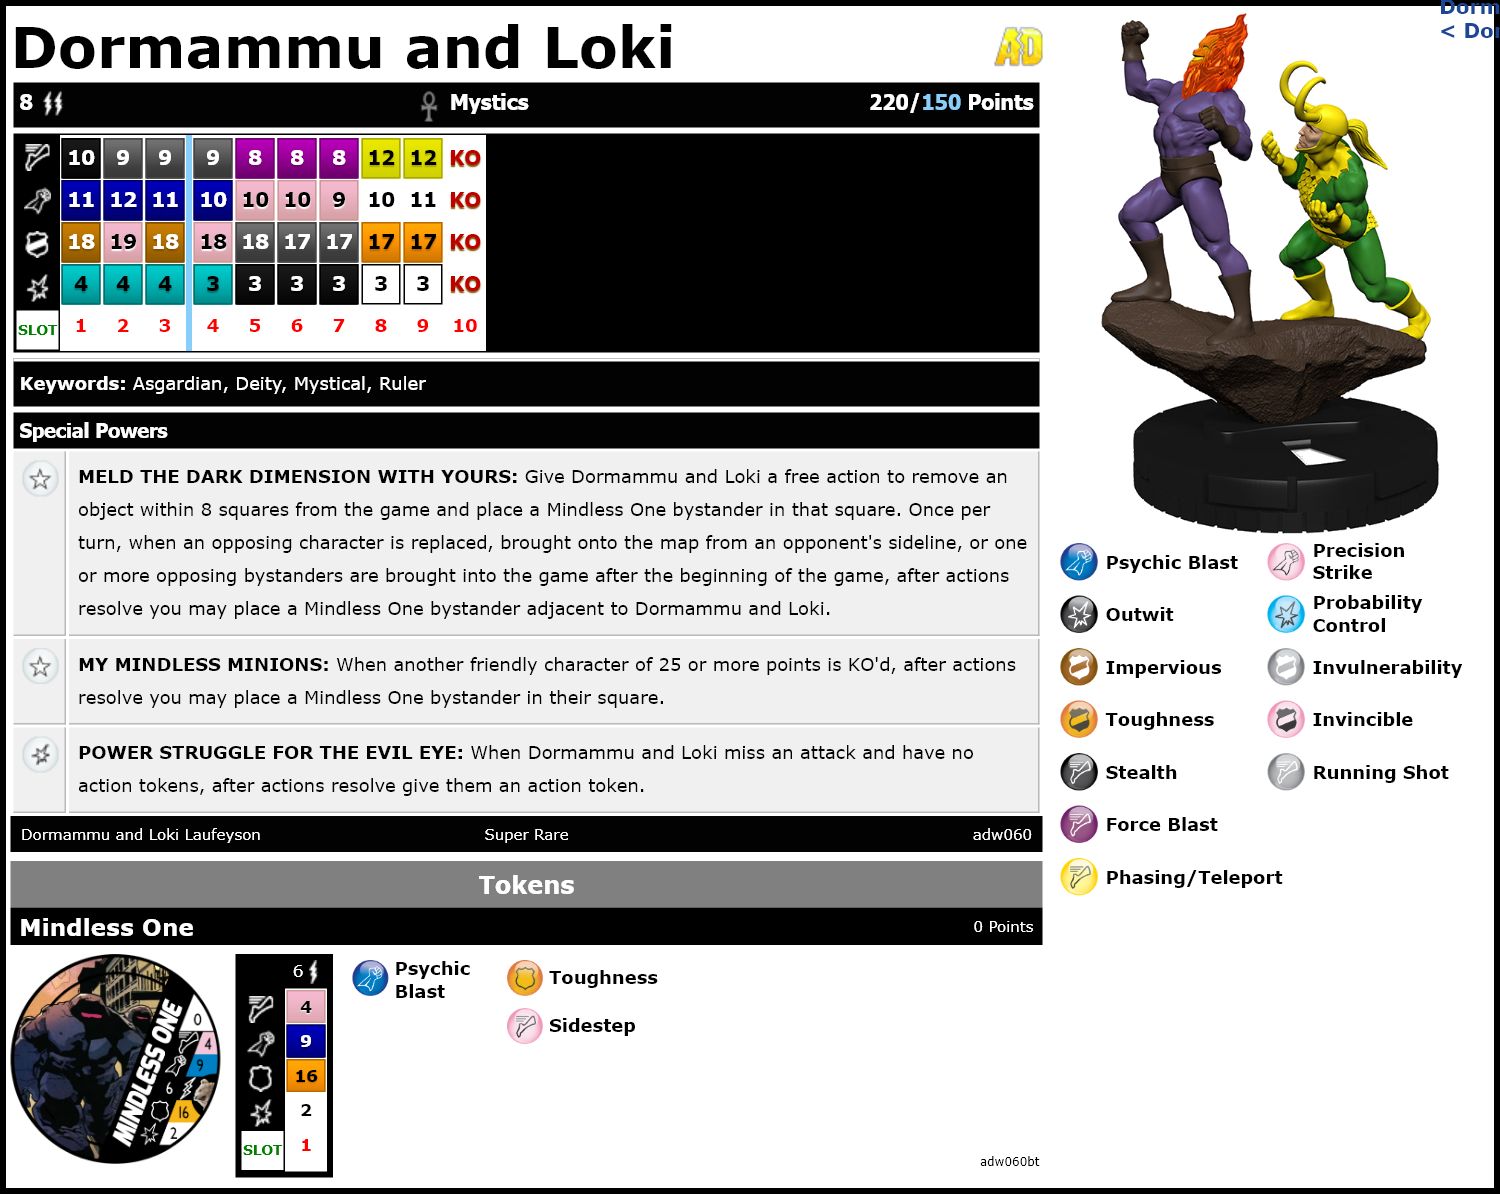 Dormammu and Loki
AD
Dorm
< Dor
8
Mystics
220/150 Points
10 9 9 9 8 8 8 12 12 KO
11 12 11 10 10 10 9 10 11 KO
18 19 18 18 18 17 17 17 17 KO
4 4 4 3 3 3 3 3 3 KO
SLOT 1 2 3 4 5 6 7 8 9 10
Keywords: Asgardian, Deity, Mystical, Ruler
Special Powers
MELD THE DARK DIMENSION WITH YOURS: Give Dormammu and Loki a free action to remove an
object within 8 squares from the game and place a Mindless One bystander in that square. Once per
turn, when an opposing character is replaced, brought onto the map from an opponent's sideline, or one
or more opposing bystanders are brought into the game after the beginning of the game, after actions
resolve you may place a Mindless One bystander adjacent to Dormammu and Loki.
MY MINDLESS MINIONS: When another friendly character of 25 or more points is KO'd, after actions
resolve you may place a Mindless One bystander in their square.
POWER STRUGGLE FOR THE EVIL EYE: When Dormammu and Loki miss an attack and have no
action tokens, after actions resolve give them an action token.
Dormammu and Loki Laufeyson
Super Rare
adw060
Psychic Blast
Precision
Strike
Outwit
Probability
Control
Impervious
Invulnerability
Toughness
Invincible
Stealth
Running Shot
Force Blast
Phasing/Teleport
Tokens
Mindless One
0 Points
MINDLESS ONE
0
4
9
6
16
2
6
4
9
16
2
SLOT 1
Psychic
Blast
Toughness
Sidestep
adw060bt